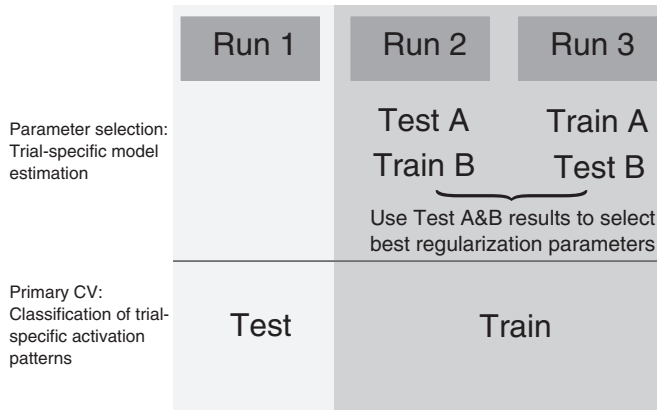 Run 1
Run 2
Run 3
Parameter selection:
Trial-specific model
estimation
Test A
Train A
Train B
Test B
Use Test A&B results to select
best regularization parameters
Primary CV:
Classification of trial-
specific activation
patterns
Test
Train